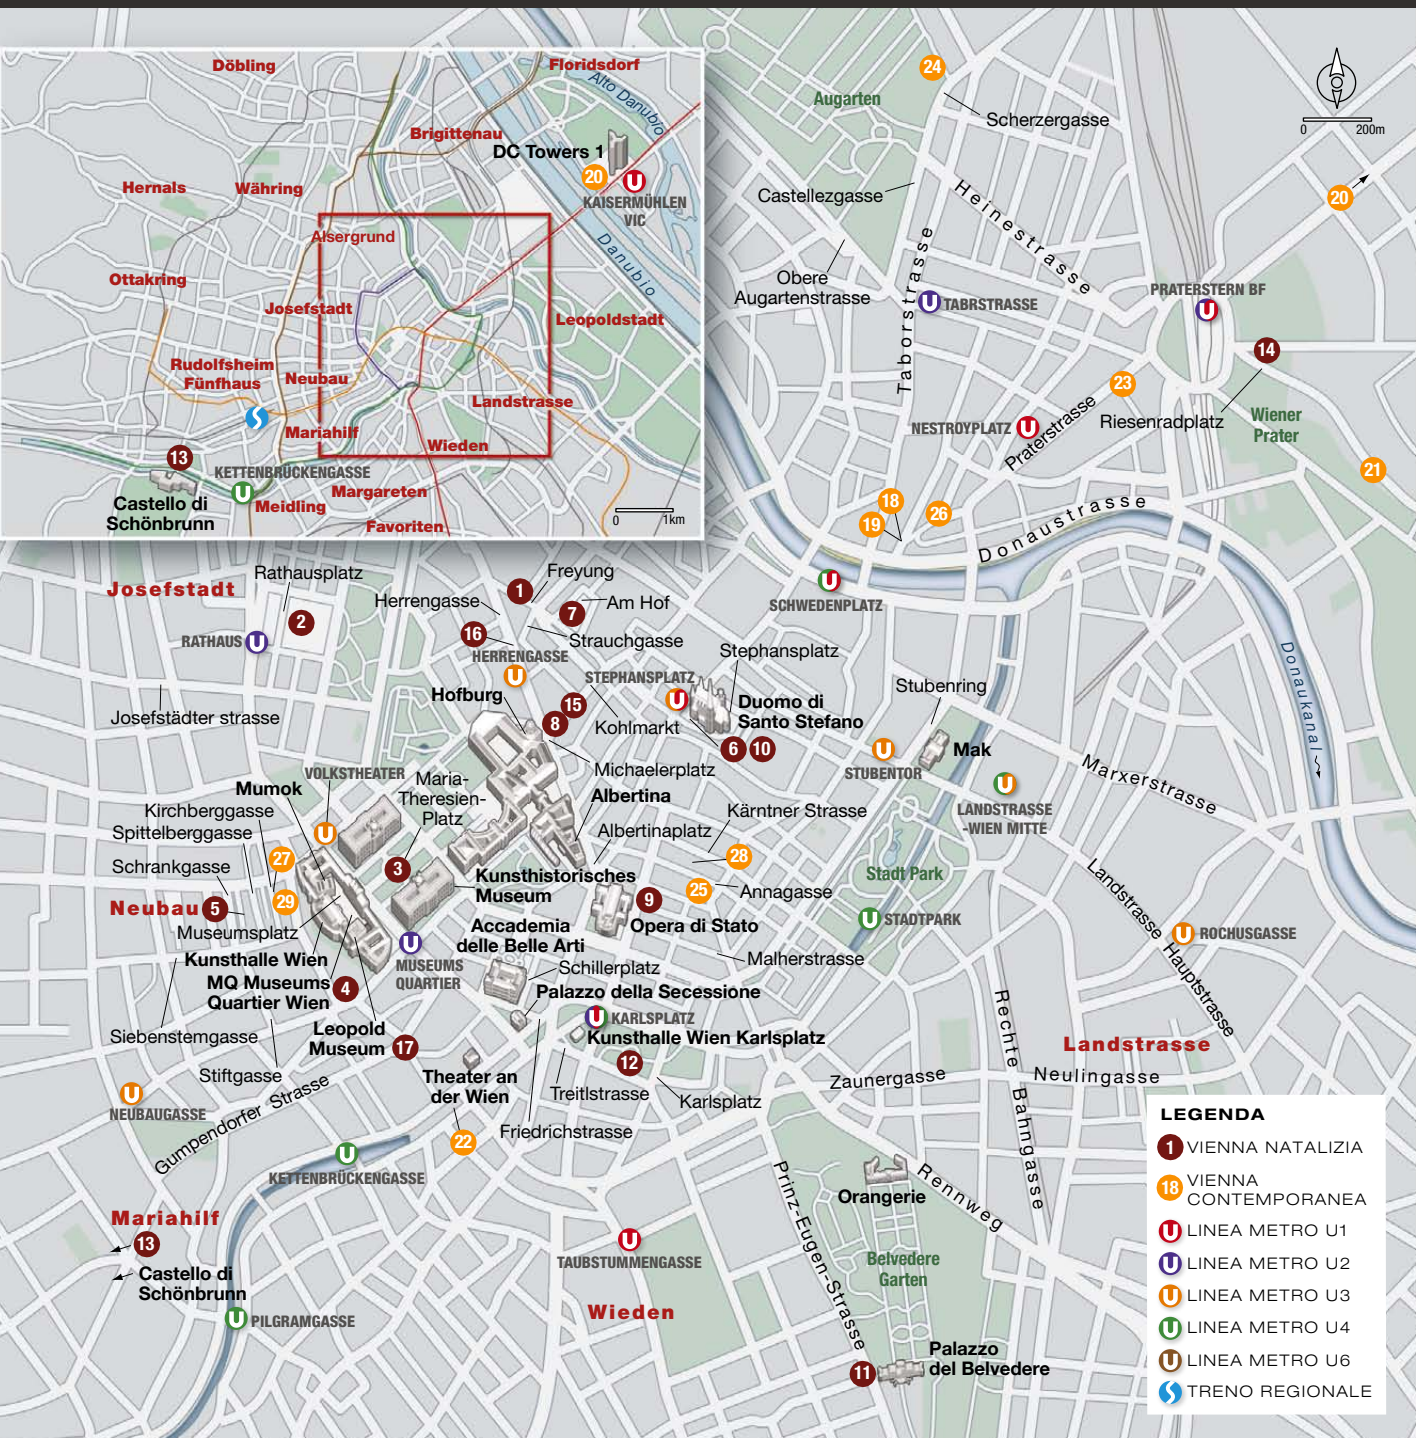 Döbling
Floridsdorf
Alto Danubio
Brigittenau
DC Towers 1
20
KAISERMÜHLEN
VIC
Hernals
Währing
Alsergrund
Danubio
Ottakring
Josefstadt
Leopoldstadt
Rudolfsheim
Fünfhaus
Neubau
Landstrasse
Mariahilf
Wieden
13
KETTENBRÜCKENGASSE
Castello di
Schönbrunn
Meidling
Margareten
Favoriten
0 1km
24
Augarten
Scherzergasse
0 200m
Castellezgasse
Heinestrasse
20
Obere
Augartenstrasse
Taborstrasse
TABRSTRASSE
PRATERSTERN BF
14
23
Riesenradplatz
Wiener
Prater
NESTROYPLATZ
Praterstrasse
21
18
19
26
Donaustrasse
SCHWEDENPLATZ
Donaukanal
Josefstadt
Rathausplatz
2
RATHAUS
Josefstädter strasse
Herrengasse
1
Freyung
7
Am Hof
16
Strauchgasse
HERRENGASSE
Stephansplatz
STEPHANSPLATZ
Hofburg
15
8
Kohlmarkt
Duomo di
Santo Stefano
6
10
Stubenring
STUBENTOR
Mak
LANDSTRASSE
-WIEN MITTE
Marxerstrasse
Michaelerplatz
Albertina
VOLKSTHEATER
Maria-
Theresien-
Platz
Mumok
Kirchberggasse
Spittelberggasse
Schrankgasse
27
3
Albertinaplatz
Kärntner Strasse
28
Stadt Park
Landstrasse Hauptstrasse
Neubau
5
29
Museumsplatz
Kunsthistorisches
Museum
9
25
Annagasse
Opera di Stato
STADTPARK
ROCHUSGASSE
Kunsthalle Wien
MQ Museums
Quartier Wien
4
MUSEUMS
QUARTIER
Accademia
delle Belle Arti
Schillerplatz
Malherstrasse
Palazzo della Secessione
KARLSPLATZ
Kunsthalle Wien Karlsplatz
12
Siebensterngasse
Leopold
Museum
17
Stiftgasse
Theater an
der Wien
Treitlstrasse
Karlsplatz
Friedrichstrasse
22
NEUBAUGASSE
Gumpendorfer Strasse
KETTENBRÜCKENGASSE
Rechte Bahngasse
Landstrasse
Zaunergasse
Neulingasse
Mariahilf
13
Castello di
Schönbrunn
PILGRAMGASSE
TAUBSTUMMENGASSE
Wieden
Prinz-Eugen-Strasse
Orangerie
Rennweg
Belvedere
Garten
Palazzo
del Belvedere
11
LEGENDA
1 VIENNA NATALIZIA
18 VIENNA
CONTEMPORANEA
U LINEA METRO U1
U LINEA METRO U2
U LINEA METRO U3
U LINEA METRO U4
U LINEA METRO U6
S TRENO REGIONALE